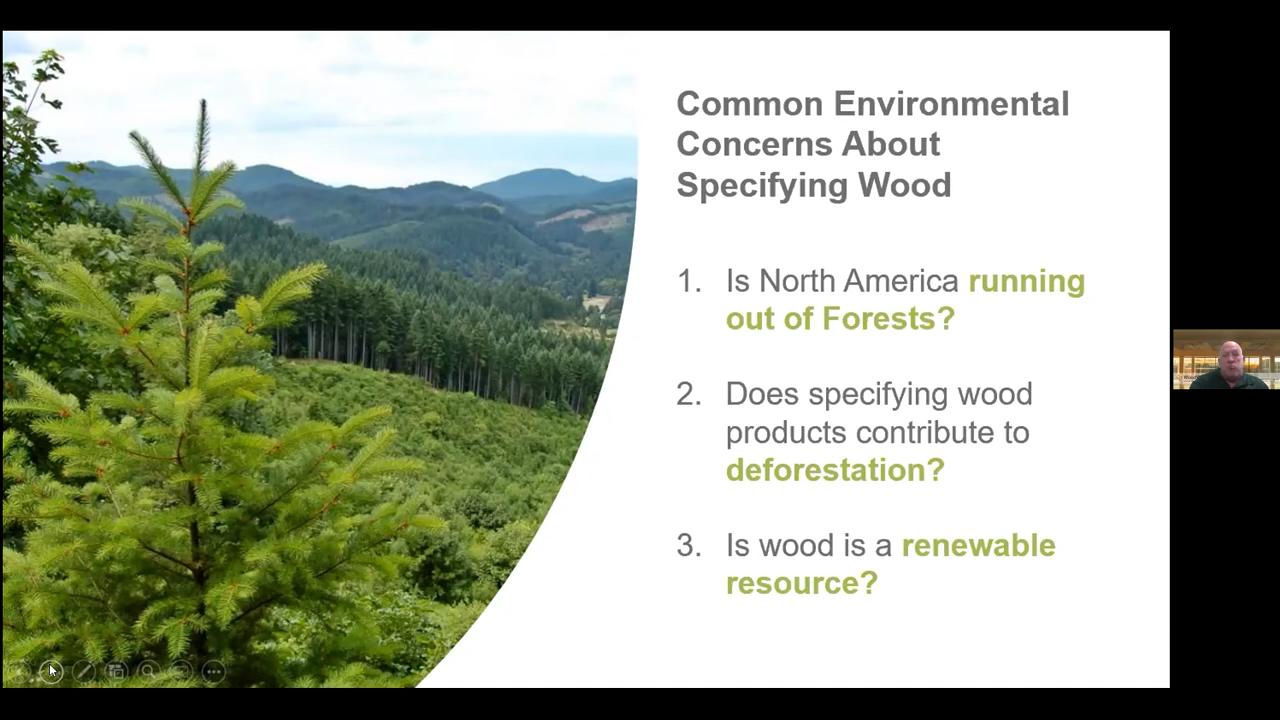 Common Environmental
Concerns About
Specifying Wood
1. Is North America running
out of Forests?
2. Does specifying wood
products contribute to
deforestation?
3. Is wood is a renewable
resource?